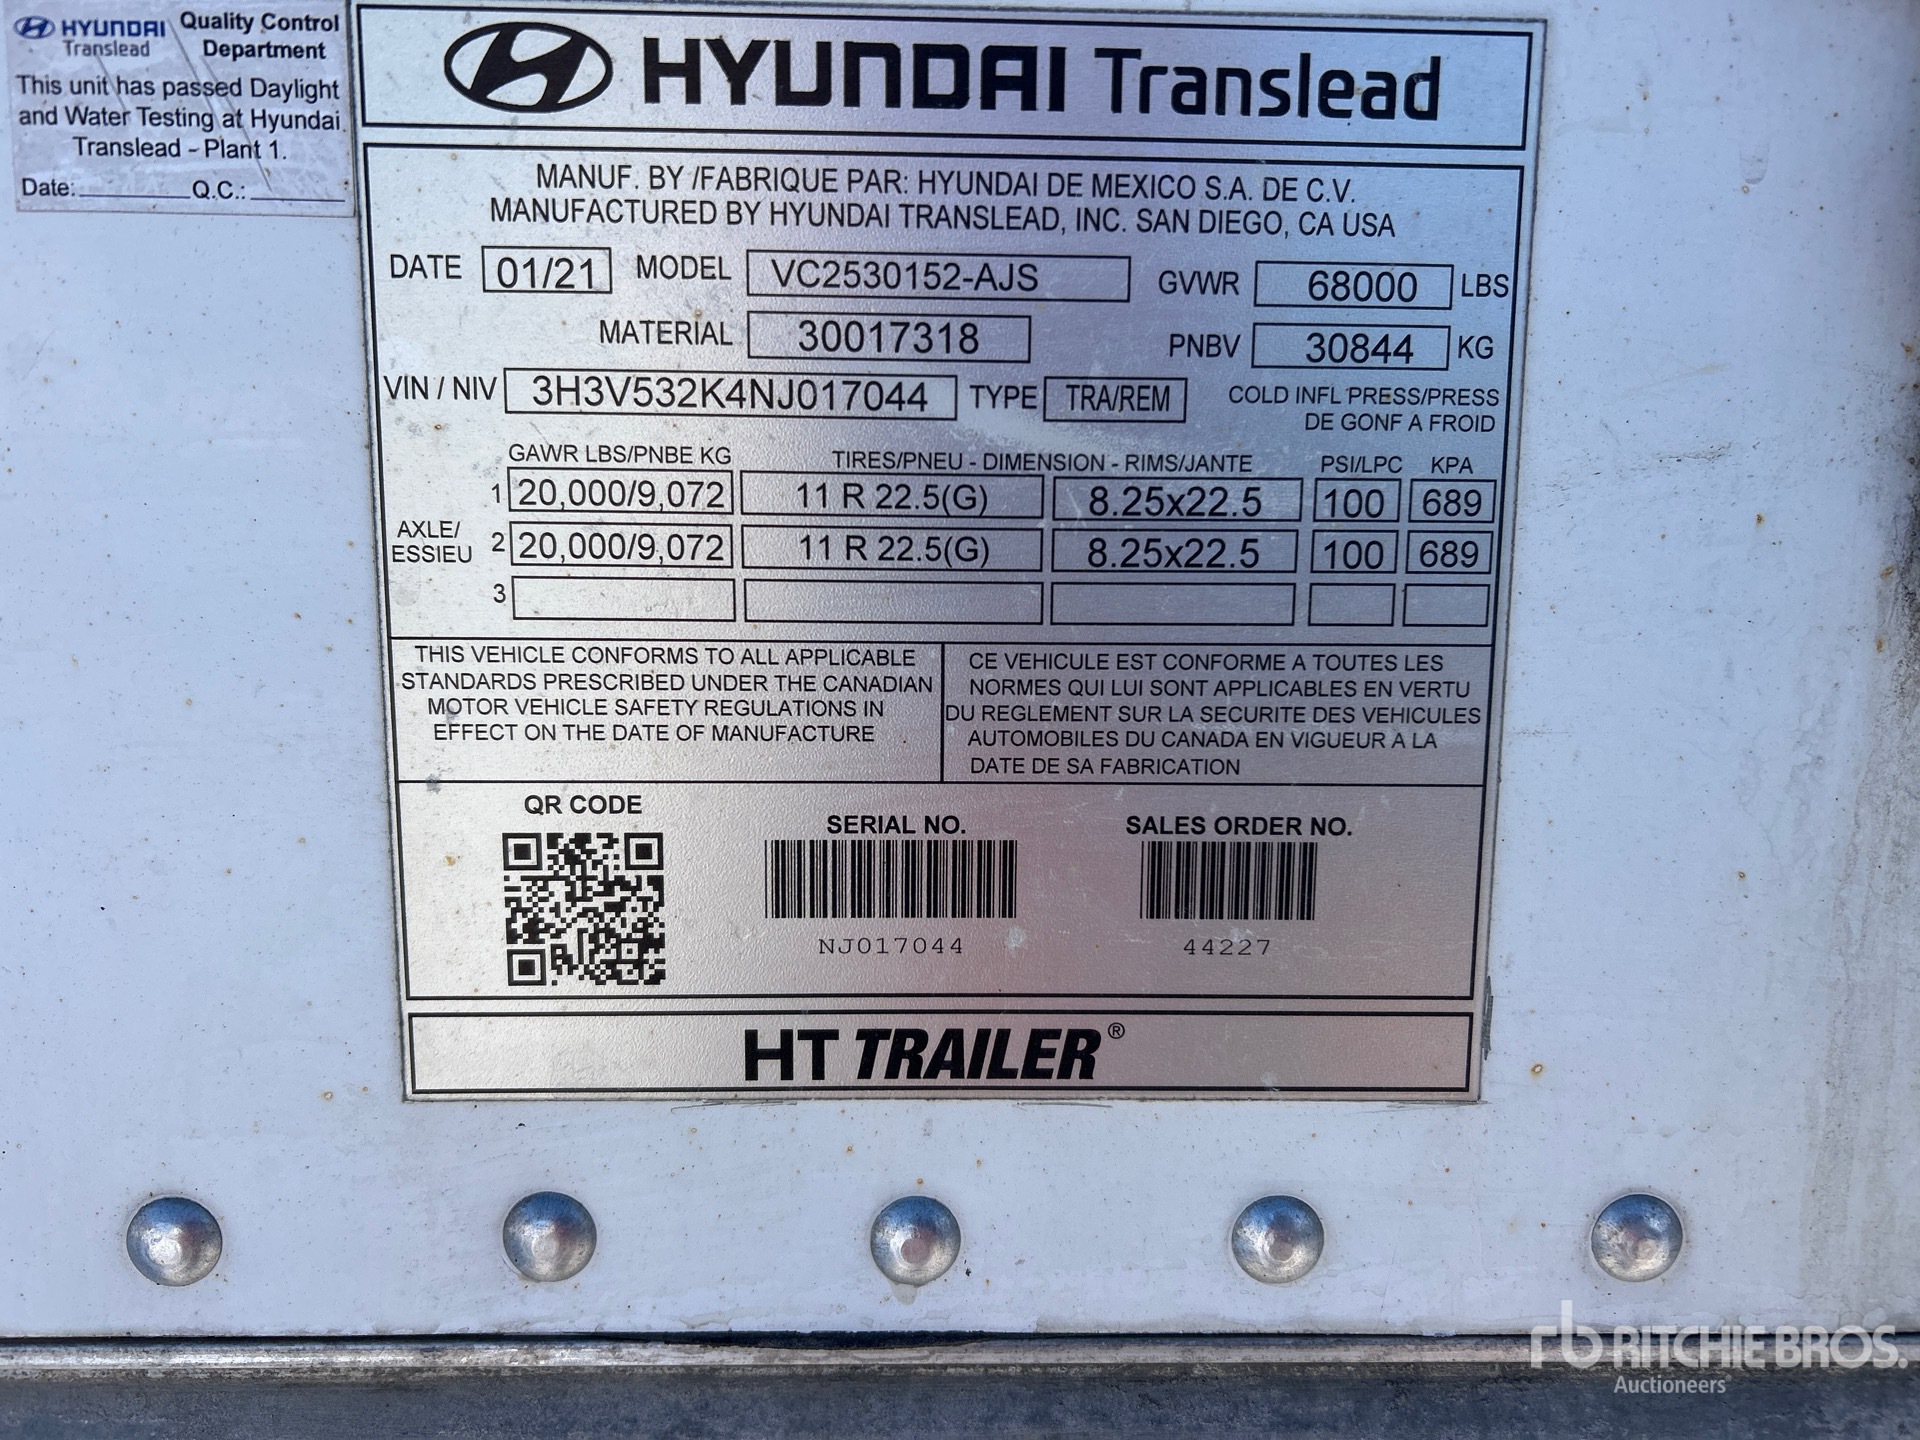 HYUNDAI Translead
Quality Control Department
This unit has passed Daylight
and Water Testing at Hyundai
Translead - Plant 1.
Date:________ Q.C.:________
HYUNDAI Translead
MANUF. BY /FABRIQUE PAR: HYUNDAI DE MEXICO S.A. DE C.V.
MANUFACTURED BY HYUNDAI TRANSLEAD, INC. SAN DIEGO, CA USA
DATE 01/21 MODEL VC2530152-AJS GVWR 68000 LBS
MATERIAL 30017318 PNBV 30844 KG
VIN / NIV 3H3V532K4NJ017044 TYPE TRA/REM
COLD INFL PRESS/PRESS
DE GONF A FROID
GAWR LBS/PNBE KG TIRES/PNEU - DIMENSION - RIMS/JANTE PSI/LPC KPA
1 20,000/9,072 11 R 22.5(G) 8.25x22.5 100 689
AXLE/
ESSIEU
2 20,000/9,072 11 R 22.5(G) 8.25x22.5 100 689
3
THIS VEHICLE CONFORMS TO ALL APPLICABLE
STANDARDS PRESCRIBED UNDER THE CANADIAN
MOTOR VEHICLE SAFETY REGULATIONS IN
EFFECT ON THE DATE OF MANUFACTURE
CE VEHICULE EST CONFORME A TOUTES LES
NORMES QUI LUI SONT APPLICABLES EN VERTU
DU REGLEMENT SUR LA SECURITE DES VEHICULES
AUTOMOBILES DU CANADA EN VIGUEUR A LA
DATE DE SA FABRICATION
QR CODE
SERIAL NO.
NJ017044
SALES ORDER NO.
44227
HT TRAILER®
rb RITCHIE BROS.
Auctioneers